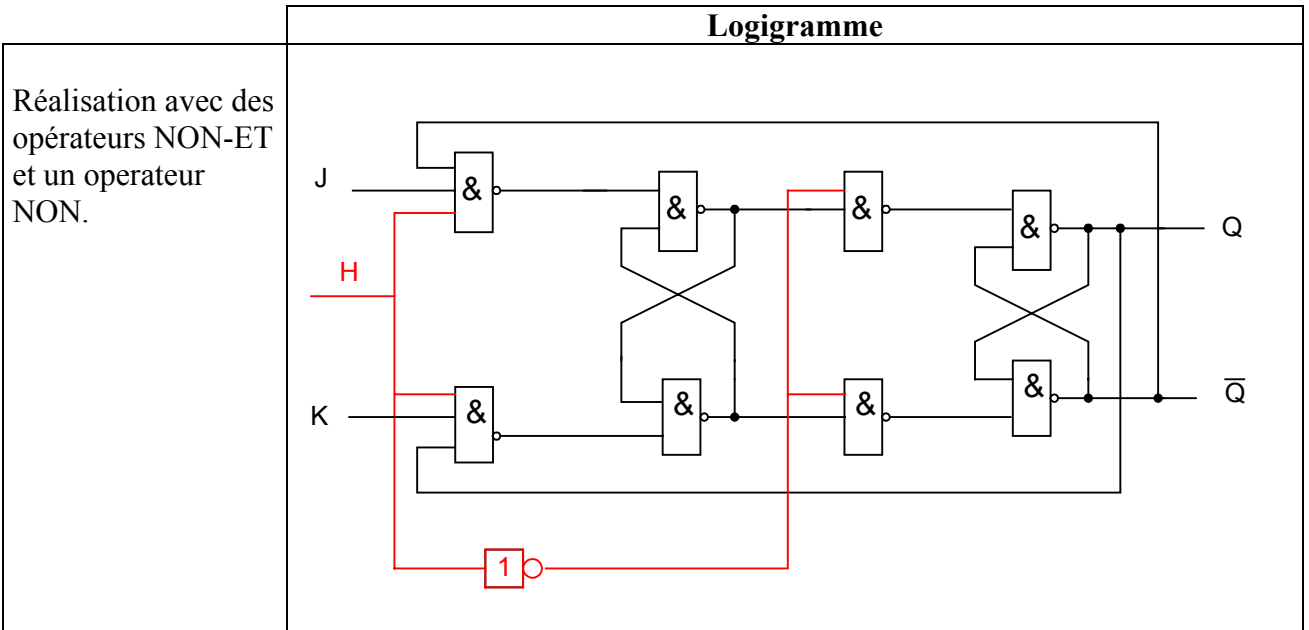 Logigramme
Réalisation avec des
opérateurs NON-ET
et un operateur
NON.
J
&
&
&
&
Q
H
K
&
&
&
&
Q̅
1